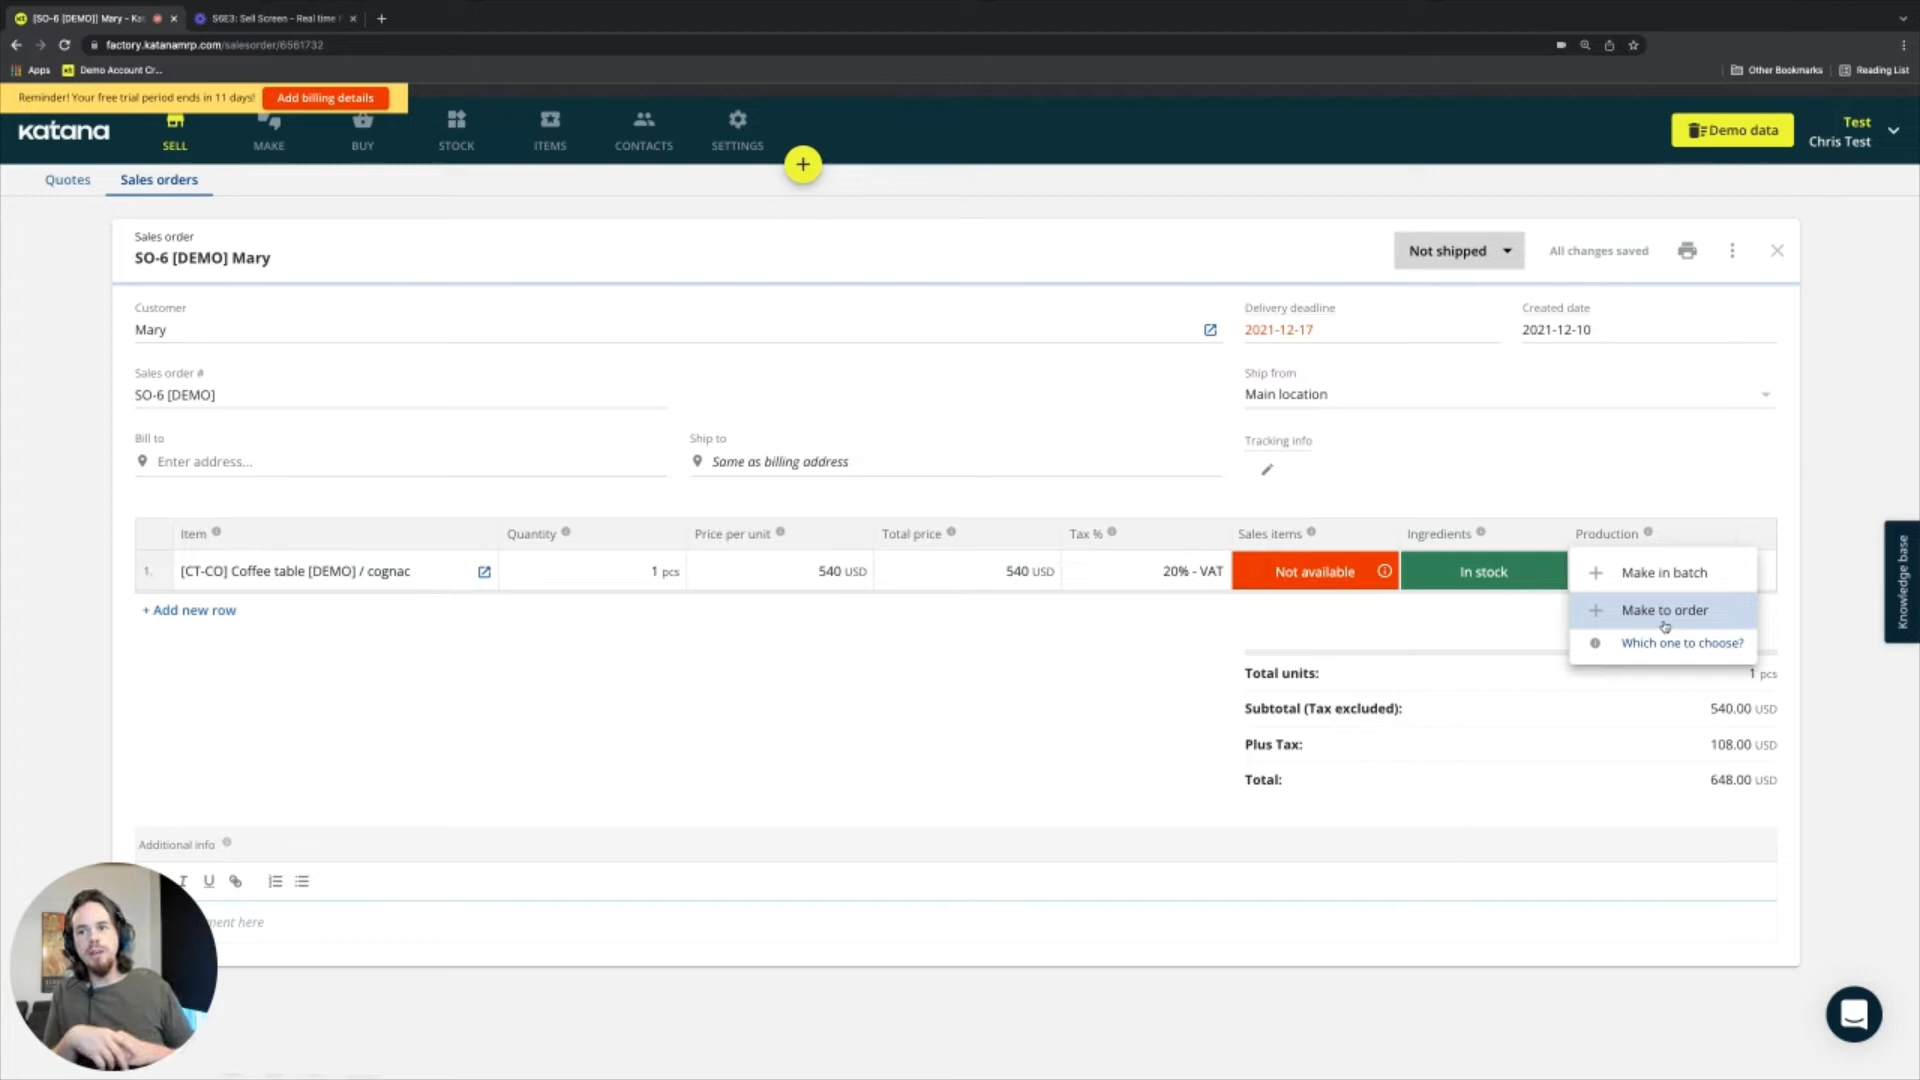 [SO-6 [DEMO]] Mary - Ka
S6E3: Sell Screen - Real time
factory.katanamrp.com/salesorder/6561732
Apps
Demo Account Cr...
Other Bookmarks
Reading List
Reminder! Your free trial period ends in 11 days!
Add billing details
katana
SELL
MAKE
BUY
STOCK
ITEMS
CONTACTS
SETTINGS
Demo data
Test
Chris Test
Quotes
Sales orders
Sales order
SO-6 [DEMO] Mary
Not shipped
All changes saved
Customer
Mary
Delivery deadline
2021-12-17
Created date
2021-12-10
Sales order #
SO-6 [DEMO]
Ship from
Main location
Bill to
Enter address...
Ship to
Same as billing address
Tracking info
Item
Quantity
Price per unit
Total price
Tax %
Sales items
Ingredients
Production
1.
[CT-CO] Coffee table [DEMO] / cognac
1 pcs
540 USD
540 USD
20% - VAT
Not available
In stock
Make in batch
Make to order
Which one to choose?
+ Add new row
Total units:
1 pcs
Subtotal (Tax excluded):
540.00 USD
Plus Tax:
108.00 USD
Total:
648.00 USD
Additional info
ment here
Knowledge base